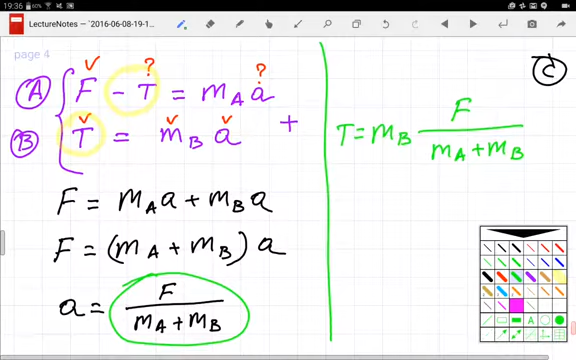 19:36
LectureNotes
*2016-06-08-19-1...
page 4
Ⓐ F - T = m_A a
? ?
Ⓑ T = m_B a +
F = m_A a + m_B a
F = (m_A + m_B) a
a = F / (m_A + m_B)
Ⓒ
T = m_B F / (m_A + m_B)
A